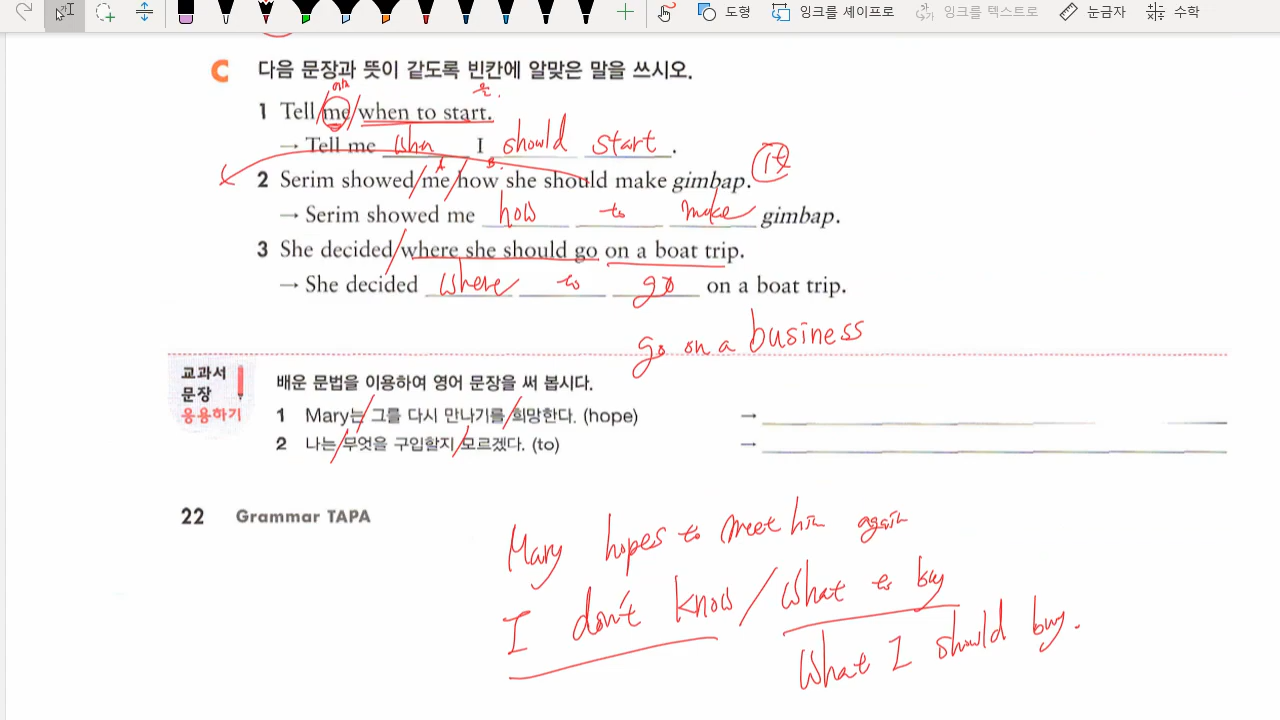 도형 잉크를 셰이프로 잉크를 텍스트로 눈금자 수학
C 다음 문장과 뜻이 같도록 빈칸에 알맞은 말을 쓰시오.
을.
1 Tell/me/when to start.
→ Tell me when I should start.
2 Serim showed/me/how she should make gimbap.
→ Serim showed me how to make gimbap.
3 She decided/where she should go on a boat trip.
→ She decided where to go on a boat trip.
go on a business
교과서
문장
응용하기
배운 문법을 이용하여 영어 문장을 써 봅시다.
1 Mary는/그를 다시 만나기를/희망한다. (hope) →
2 나는/무엇을 구입할지/모르겠다. (to) →
22 Grammar TAPA
Mary hopes to meet him again
I don't know / What to buy
What I should buy.